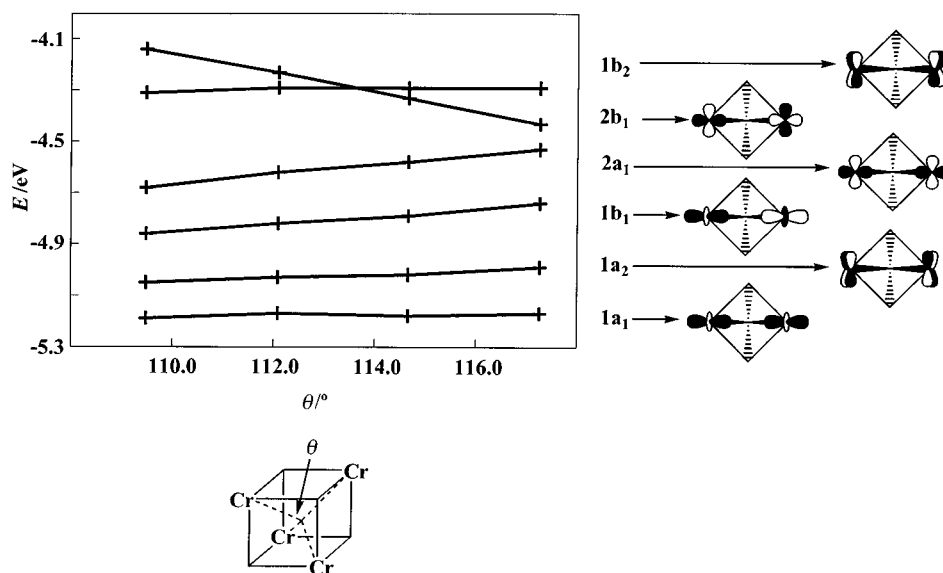 E/eV
-4.1
-4.5
-4.9
-5.3
110.0 112.0 114.0 116.0
θ/°
1b₂
2b₁
2a₁
1b₁
1a₂
1a₁
θ
Cr
Cr
Cr
Cr